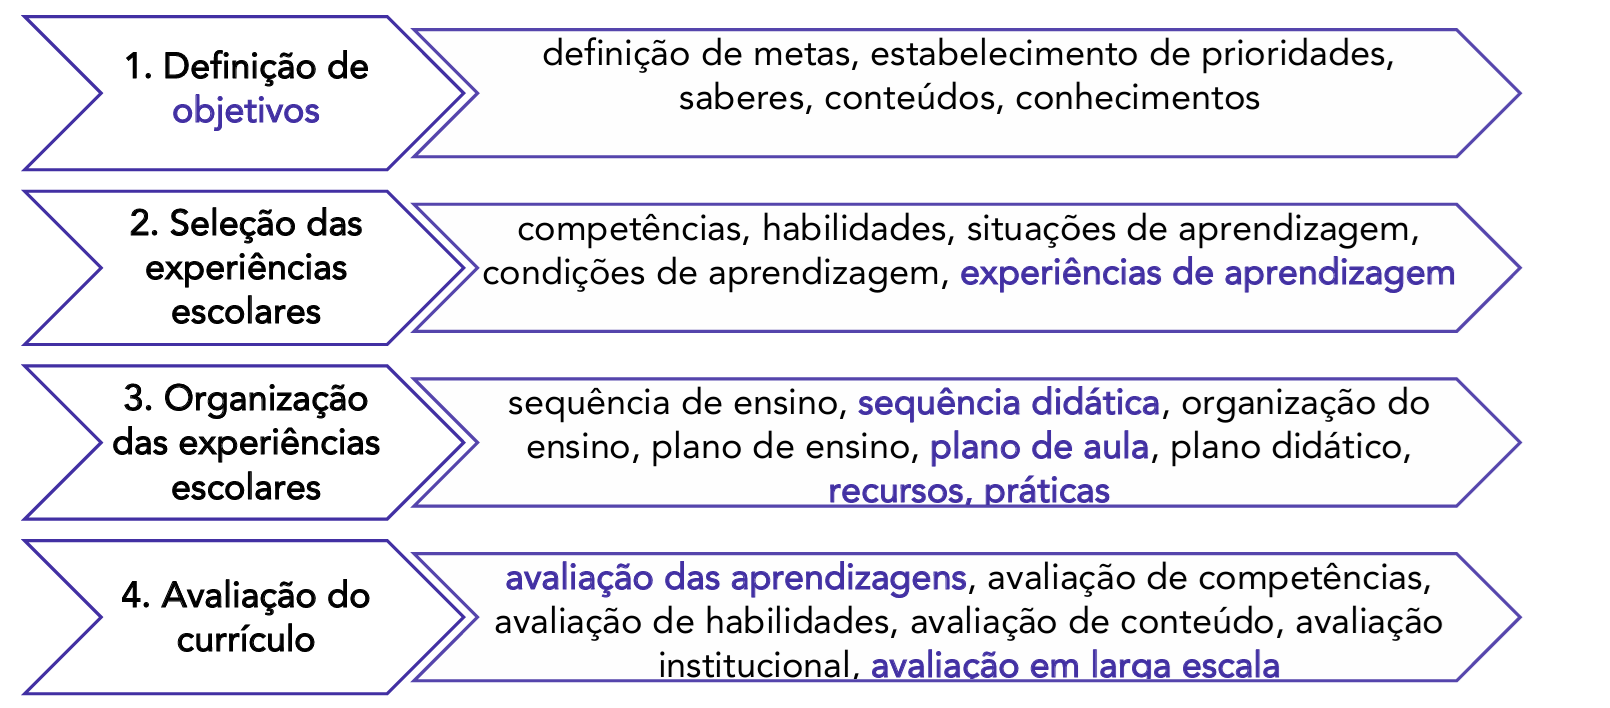 1. Definição de
objetivos
definição de metas, estabelecimento de prioridades,
saberes, conteúdos, conhecimentos
2. Seleção das
experiências
escolares
competências, habilidades, situações de aprendizagem,
condições de aprendizagem, experiências de aprendizagem
3. Organização
das experiências
escolares
sequência de ensino, sequência didática, organização do
ensino, plano de ensino, plano de aula, plano didático,
recursos, práticas
4. Avaliação do
currículo
avaliação das aprendizagens, avaliação de competências,
avaliação de habilidades, avaliação de conteúdo, avaliação
institucional, avaliação em larga escala